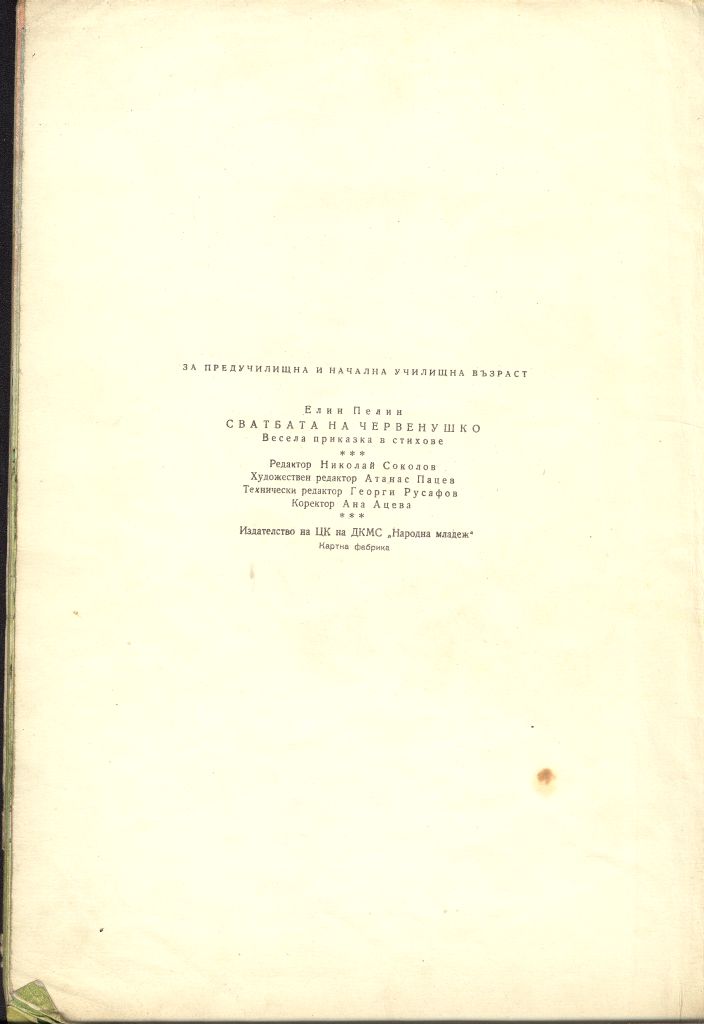 ЗА ПРЕДУЧИЛИЩНА И НАЧАЛНА УЧИЛИЩНА ВЪЗРАСТ
Елин Пелин
СВАТБАТА НА ЧЕРВЕНУШКО
Весела приказка в стихове
***
Редактор Николай Соколов
Художествен редактор Атанас Пацев
Технически редактор Георги Русафов
Коректор Ана Ацева
***
Издателство на ЦК на ДКМС „Народна младеж“
Картна фабрика